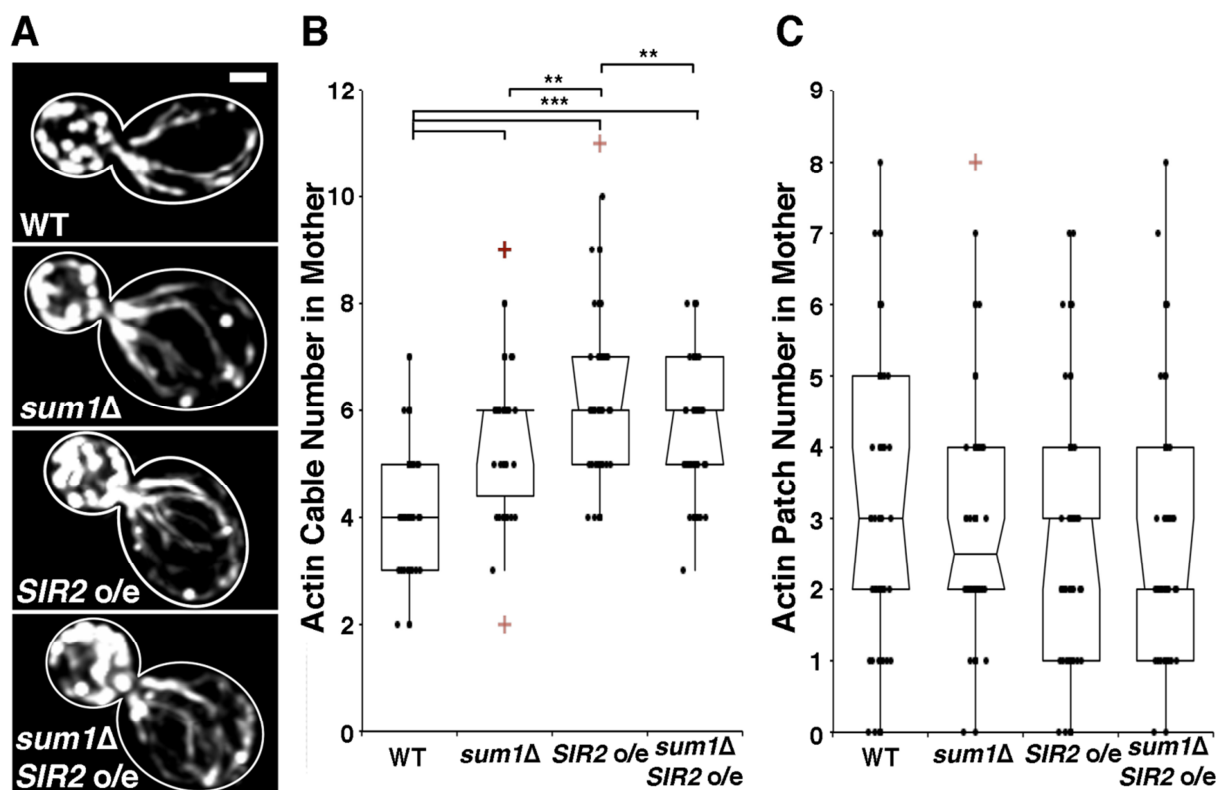 A
WT
sum1Δ
SIR2 o/e
sum1Δ
SIR2 o/e
B
Actin Cable Number in Mother
12
10
8
6
4
2
0
**
**
***
WT
sum1Δ
SIR2 o/e
sum1Δ
SIR2 o/e
C
Actin Patch Number in Mother
9
8
7
6
5
4
3
2
1
0
WT
sum1Δ
SIR2 o/e
sum1Δ
SIR2 o/e